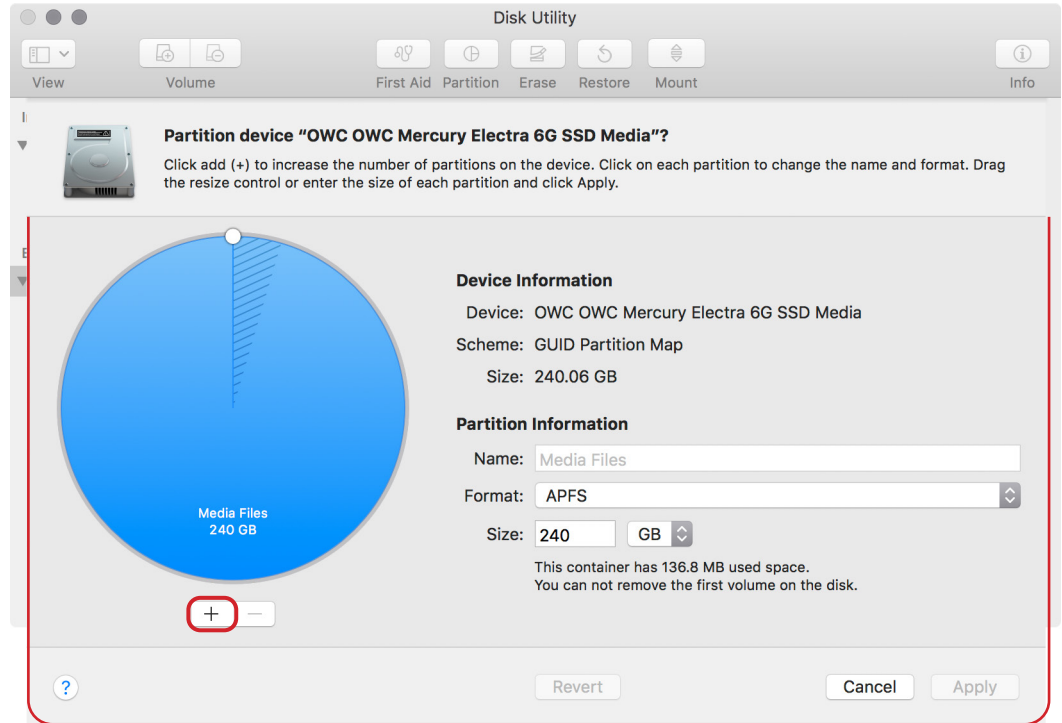 Disk Utility
View
Volume
First Aid
Partition
Erase
Restore
Mount
Info
Partition device “OWC OWC Mercury Electra 6G SSD Media”?
Click add (+) to increase the number of partitions on the device. Click on each partition to change the name and format. Drag
the resize control or enter the size of each partition and click Apply.
Media Files
240 GB
+
−
Device Information
Device: OWC OWC Mercury Electra 6G SSD Media
Scheme: GUID Partition Map
Size: 240.06 GB
Partition Information
Name: Media Files
Format: APFS
Size: 240 GB
This container has 136.8 MB used space.
You can not remove the first volume on the disk.
?
Revert
Cancel
Apply